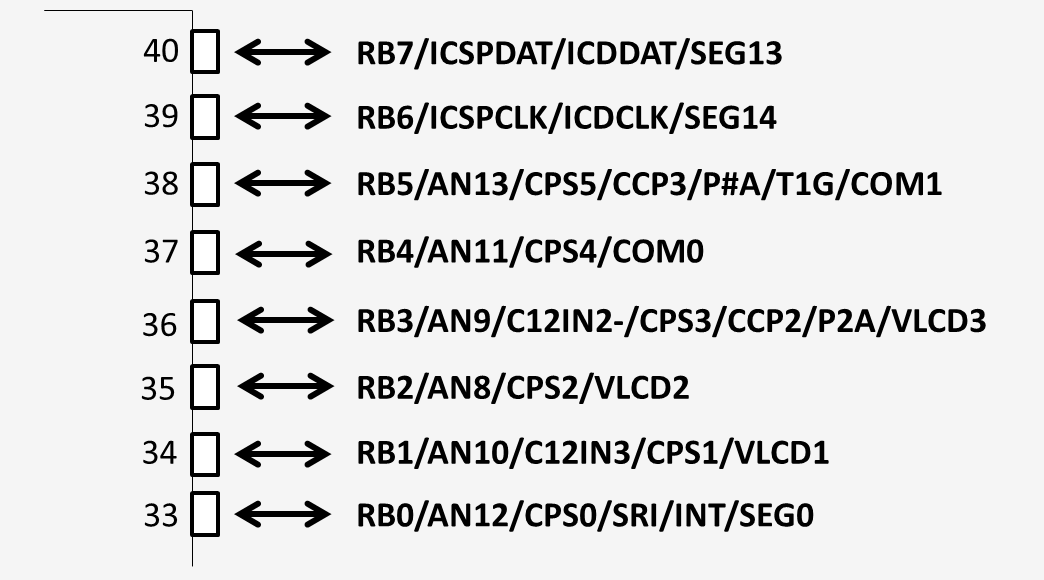 40 RB7/ICSPDAT/ICDDAT/SEG13
39 RB6/ICSPCLK/ICDCLK/SEG14
38 RB5/AN13/CPS5/CCP3/P#A/T1G/COM1
37 RB4/AN11/CPS4/COM0
36 RB3/AN9/C12IN2-/CPS3/CCP2/P2A/VLCD3
35 RB2/AN8/CPS2/VLCD2
34 RB1/AN10/C12IN3/CPS1/VLCD1
33 RB0/AN12/CPS0/SRI/INT/SEG0